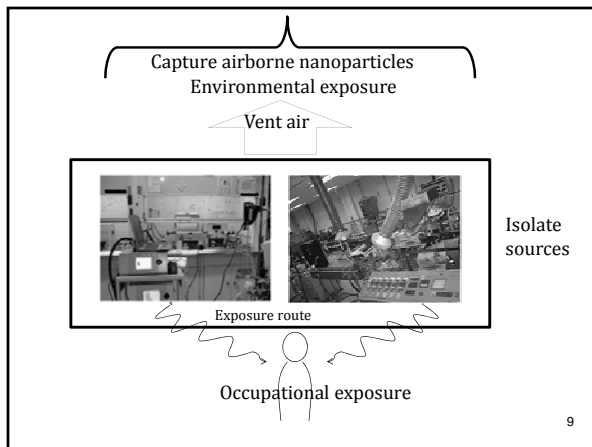 Capture airborne nanoparticles
Environmental exposure
Vent air
Isolate
sources
Exposure route
Occupational exposure
9